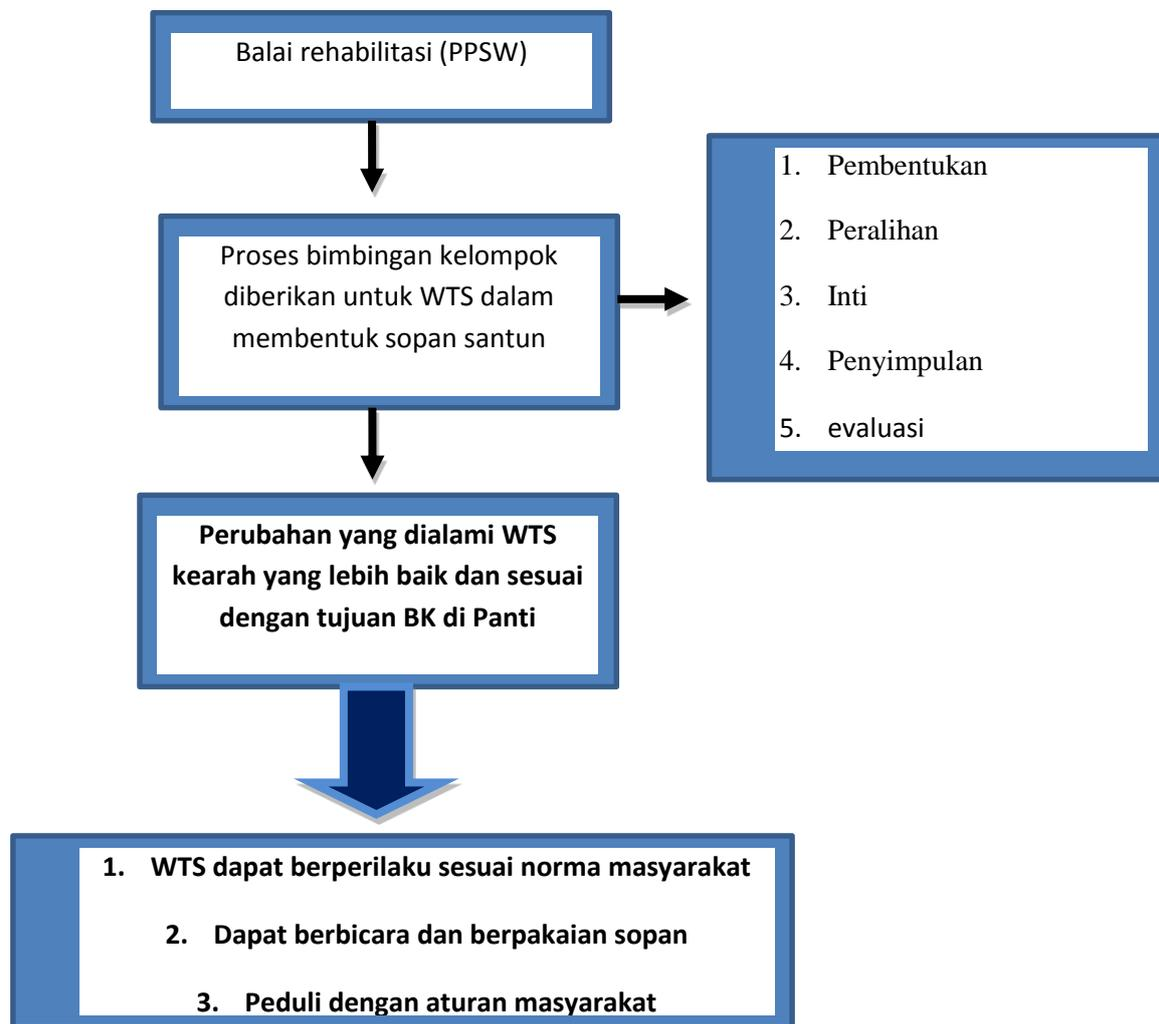 Balai rehabilitasi (PPSW)
Proses bimbingan kelompok
diberikan untuk WTS dalam
membentuk sopan santun
1. Pembentukan
2. Peralihan
3. Inti
4. Penyimpulan
5. evaluasi
Perubahan yang dialami WTS
kearah yang lebih baik dan sesuai
dengan tujuan BK di Panti
1. WTS dapat berperilaku sesuai norma masyarakat
2. Dapat berbicara dan berpakaian sopan
3. Peduli dengan aturan masyarakat